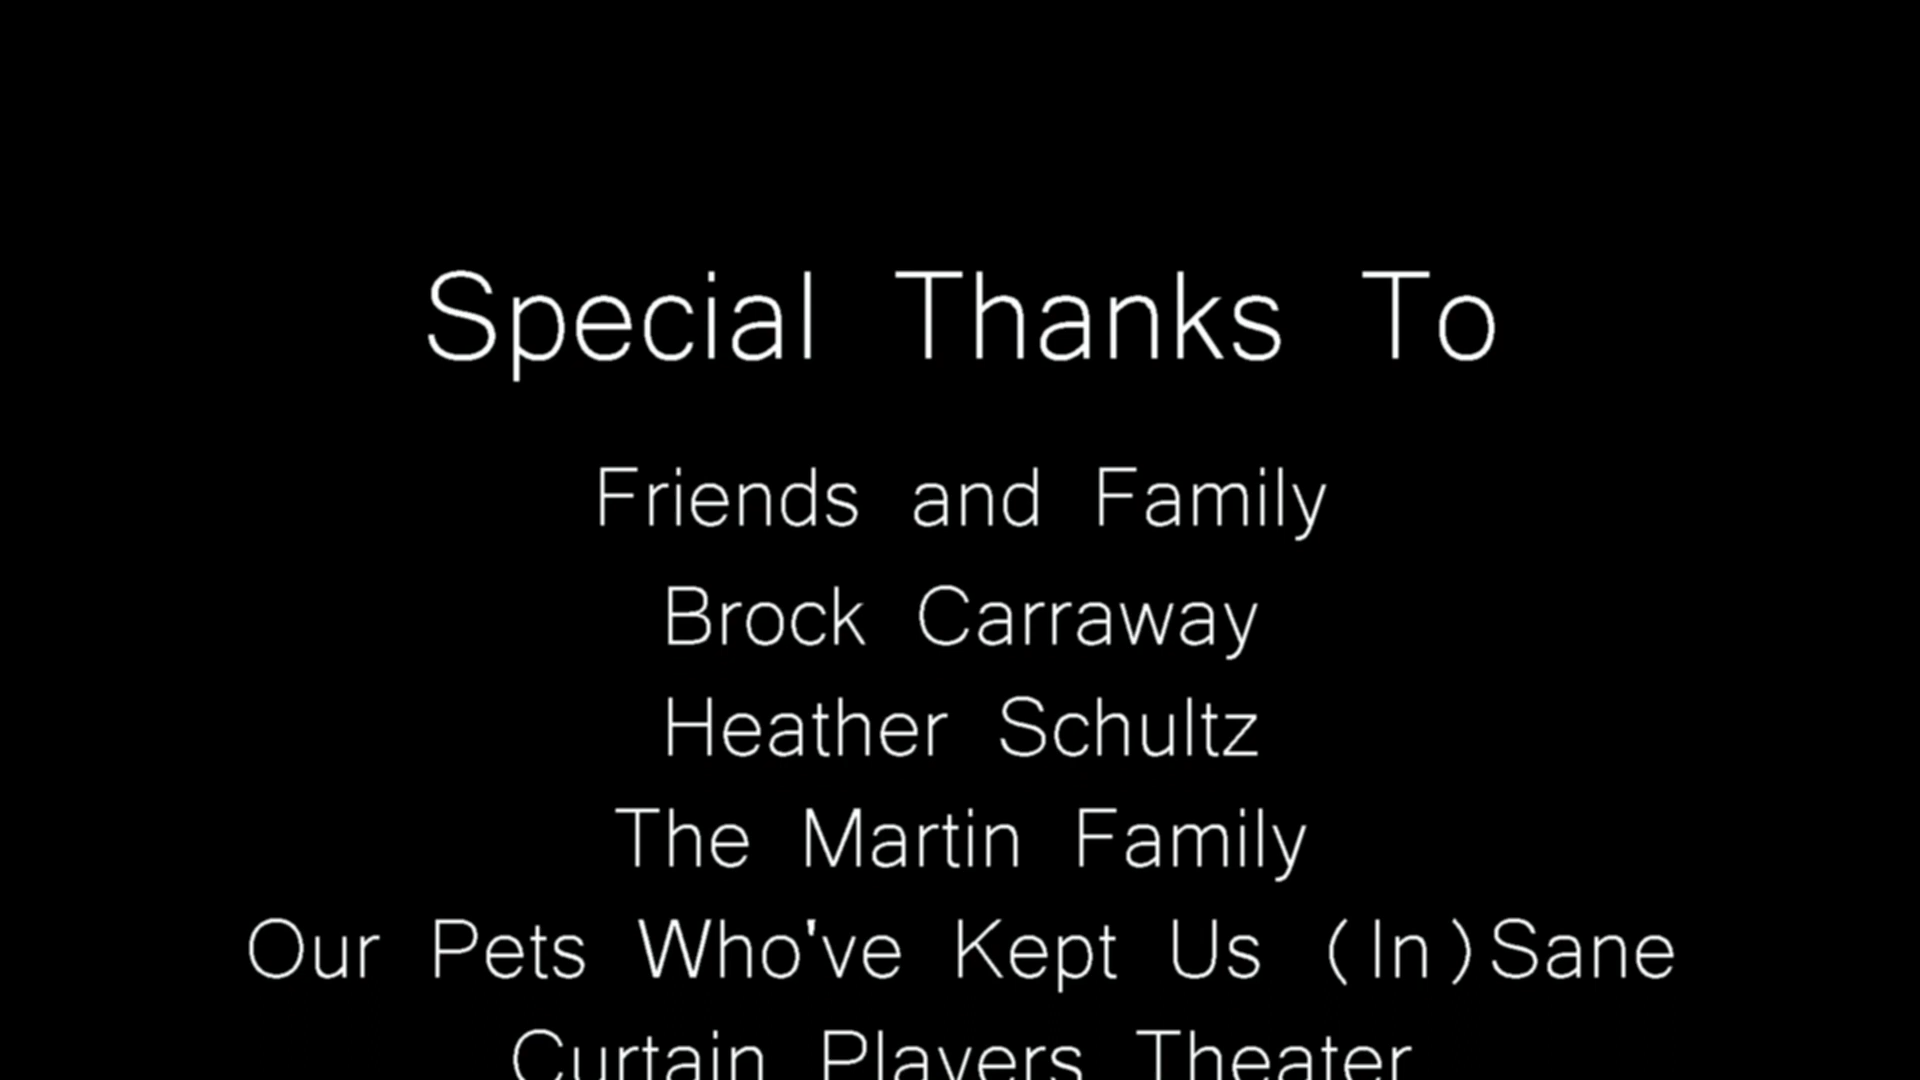 Special Thanks To
Friends and Family
Brock Carraway
Heather Schultz
The Martin Family
Our Pets Who've Kept Us (In)Sane
Curtain Players Theater